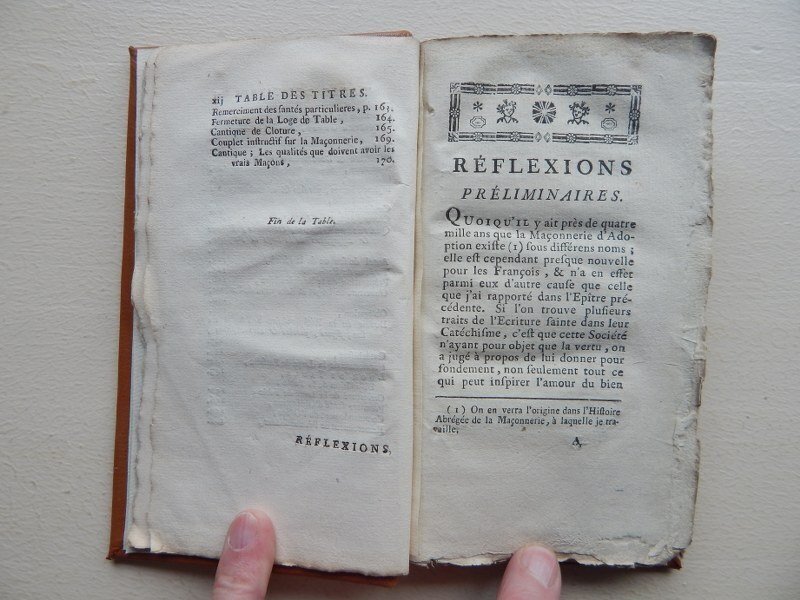 xij TABLE DES TITRES.
Remerciment des santés particulieres, p. 163.
Fermeture de la Loge de Table, 164.
Cantique de Cloture, 165.
Couplet instructif sur la Maçonnerie, 169.
Cantique ; Les qualités que doivent avoir les
vrais Maçons, 170.
Fin de la Table.
RÉFLEXIONS.
RÉFLEXIONS
PRÉLIMINAIRES.
QUOIQU'IL y ait près de quatre
mille ans que la Maçonnerie d'Ado-
ption existe (1) sous différens noms ;
elle est cependant presque nouvelle
pour les François, & n'a en effet
parmi eux d'autre cause que celle
que j'ai rapporté dans l'Epître pré-
cédente. Si l'on trouve plusieurs
traits de l'Ecriture sainte dans leur
Catéchisme, c'est que cette Société
n'ayant pour objet que la vertu, on
a jugé à propos de lui donner pour
fondement, non seulement tout ce
qui peut inspirer l'amour du bien
(1) On en verra l'origine dans l'Histoire
Abrégée de la Maçonnerie, à laquelle je tra-
vaille.
A